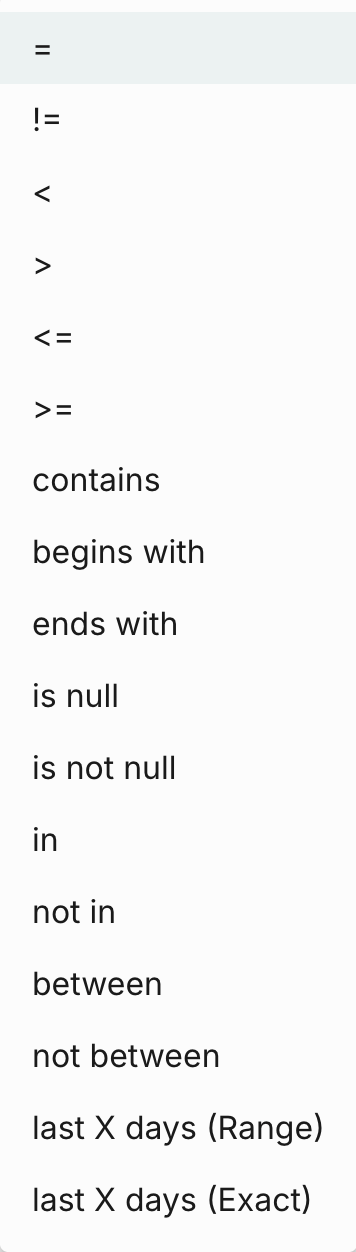 =
!=
<
>
<=
>=
contains
begins with
ends with
is null
is not null
in
not in
between
not between
last X days (Range)
last X days (Exact)